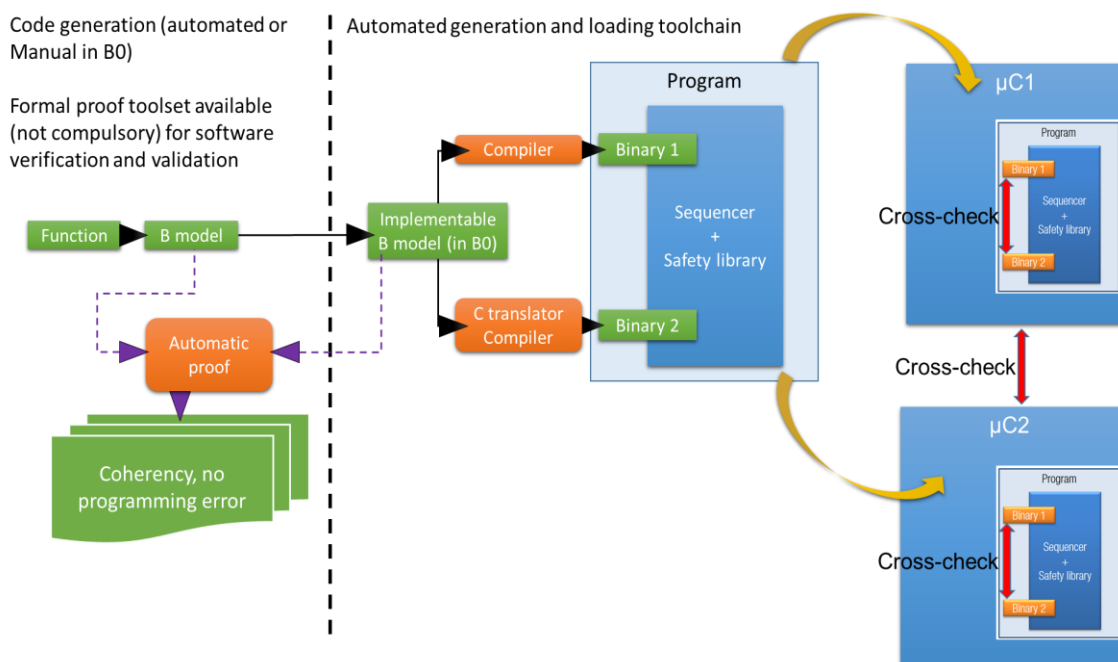 Code generation (automated or
Manual in B0)
Formal proof toolset available
(not compulsory) for software
verification and validation
Function
B model
Automatic
proof
Coherency, no
programming error
Automated generation and loading toolchain
Implementable
B model (in B0)
Compiler
C translator
Compiler
Program
Binary 1
Sequencer
+
Safety library
Binary 2
µC1
Program
Binary 1
Cross-check
Sequencer
+
Safety library
Binary 2
Cross-check
µC2
Program
Binary 1
Cross-check
Sequencer
+
Safety library
Binary 2